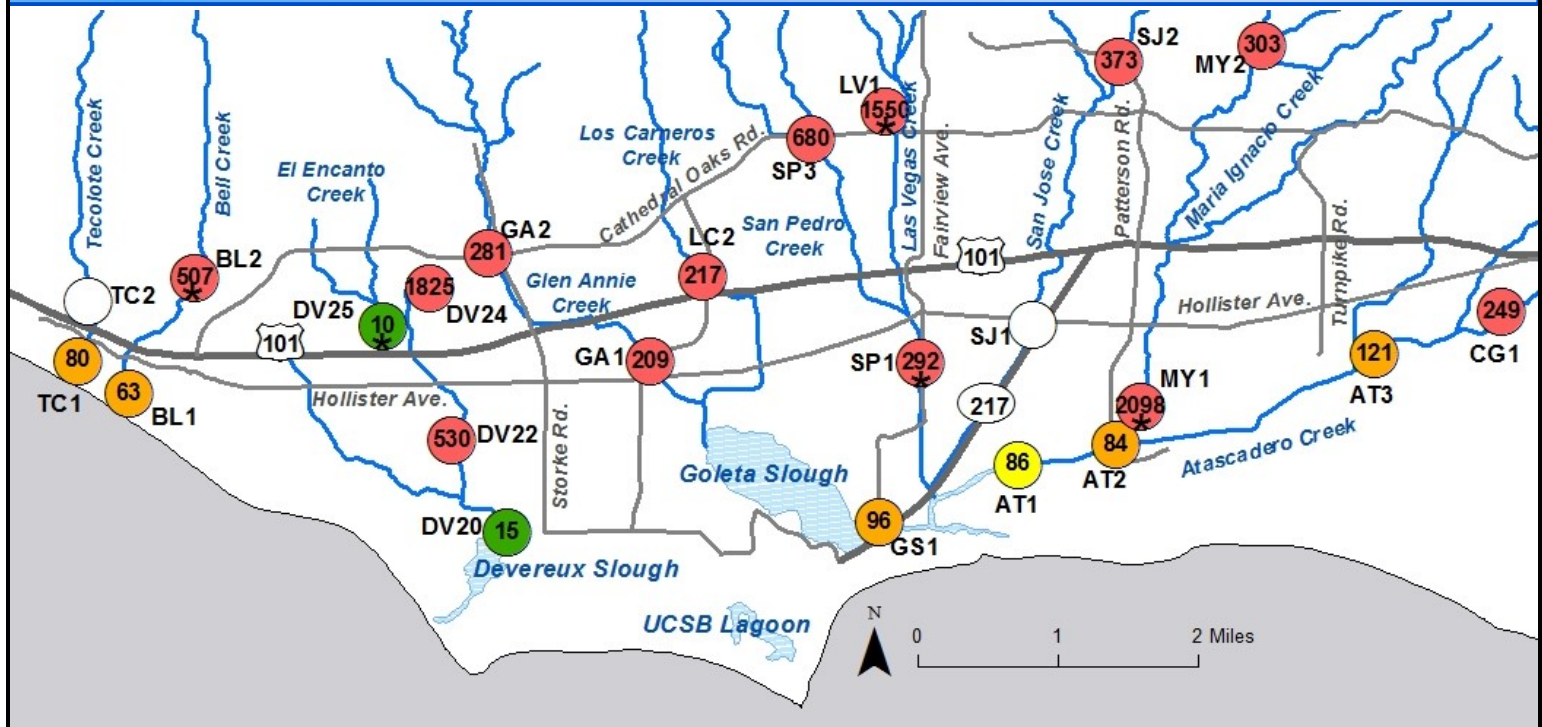 SJ2
373
303
MY2
LV1
1550
*
Tecolote Creek
Bell Creek
Los Carneros
Creek
Cathedral Oaks Rd.
680
SP3
Las Vegas Creek
Fairview Ave.
San Jose Creek
Patterson Rd.
Maria Ignacio Creek
El Encanto
Creek
San Pedro
Creek
Turnpike Rd.
GA2
281
LC2
217
BL2
507
*
101
TC2
DV25
10
*
1825
DV24
Glen Annie
Creek
Hollister Ave.
249
CG1
101
SJ1
80
TC1
63
BL1
GA1
209
SP1
292
*
121
AT3
Hollister Ave.
217
MY1
2098
*
530
DV22
Storke Rd.
Goleta Slough
86
AT1
84
AT2
Atascadero Creek
DV20
15
96
GS1
Devereux Slough
UCSB Lagoon
N
0
1
2 Miles